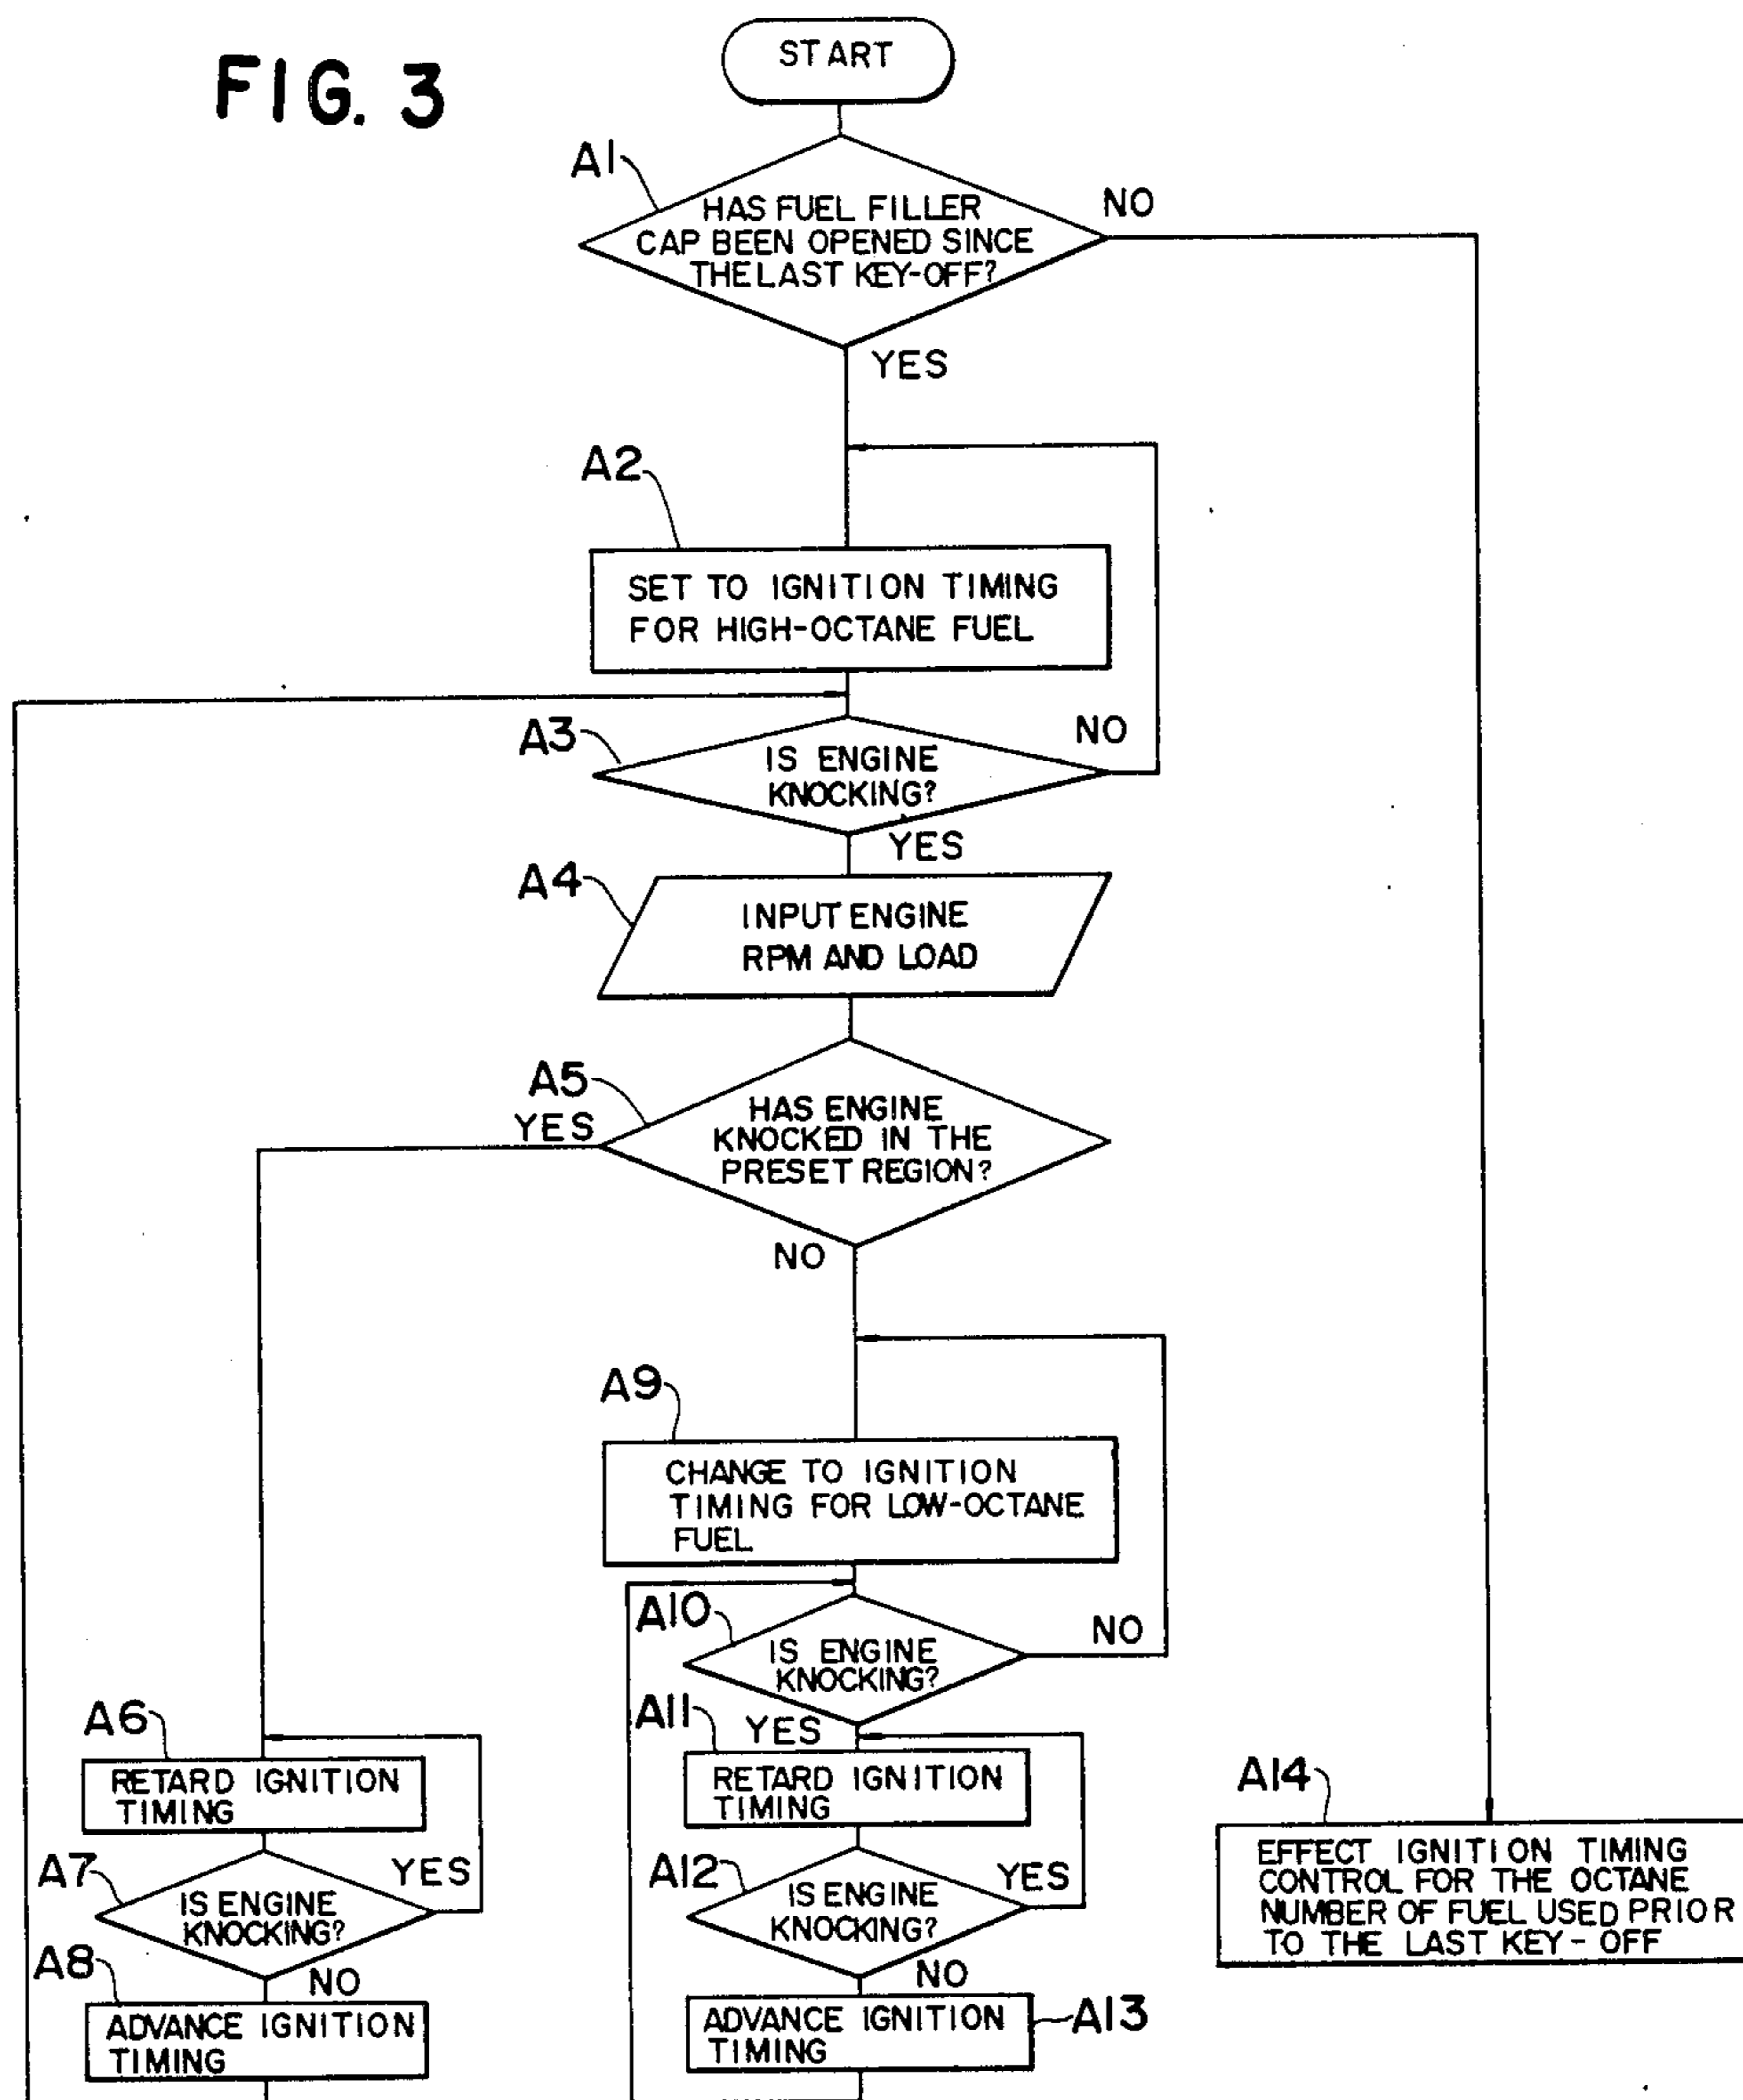 FIG. 3
START
A1
HAS FUEL FILLER
CAP BEEN OPENED SINCE
THE LAST KEY-OFF?
NO
YES
A2
SET TO IGNITION TIMING
FOR HIGH-OCTANE FUEL
A3
IS ENGINE
KNOCKING?
NO
YES
A4
INPUT ENGINE
RPM AND LOAD
A5
YES
HAS ENGINE
KNOCKED IN THE
PRESET REGION?
NO
A9
CHANGE TO IGNITION
TIMING FOR LOW-OCTANE
FUEL
A10
IS ENGINE
KNOCKING?
NO
YES
A6
RETARD IGNITION
TIMING
A7
IS ENGINE
KNOCKING?
YES
NO
A8
ADVANCE IGNITION
TIMING
A11
RETARD IGNITION
TIMING
A12
IS ENGINE
KNOCKING?
YES
NO
ADVANCE IGNITION
TIMING
A13
A14
EFFECT IGNITION TIMING
CONTROL FOR THE OCTANE
NUMBER OF FUEL USED PRIOR
TO THE LAST KEY-OFF